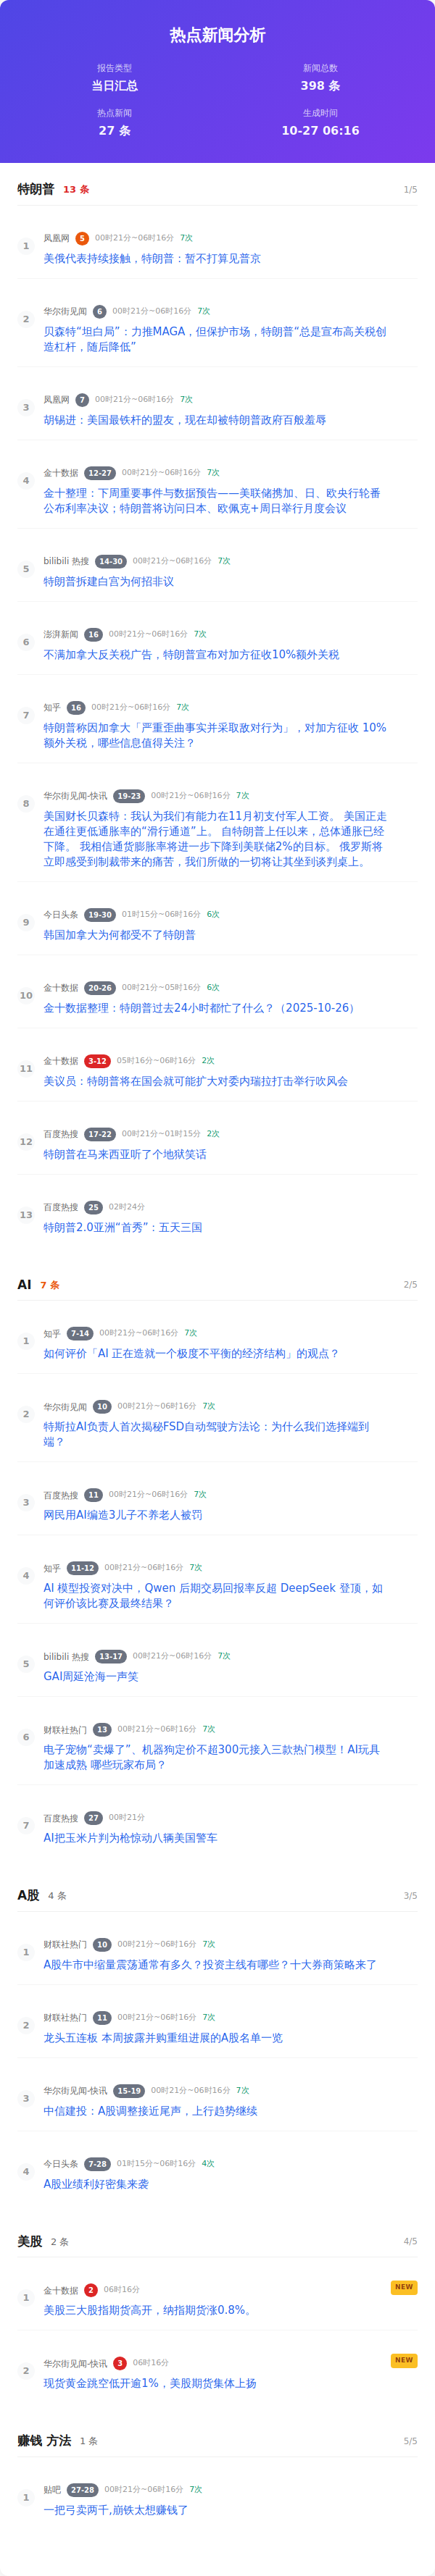 热点新闻分析
报告类型
当日汇总
新闻总数
398 条
热点新闻
27 条
生成时间
10-27 06:16
特朗普 13 条 1/5
1
凤凰网 5 00时21分~06时16分 7次
美俄代表持续接触，特朗普：暂不打算见普京
2
华尔街见闻 6 00时21分~06时16分 7次
贝森特“坦白局”：力推MAGA，但保护市场，特朗普“总是宣布高关税创
造杠杆，随后降低”
3
凤凰网 7 00时21分~06时16分 7次
胡锡进：美国最铁杆的盟友，现在却被特朗普政府百般羞辱
4
金十数据 12-27 00时21分~06时16分 7次
金十整理：下周重要事件与数据预告——美联储携加、日、欧央行轮番
公布利率决议；特朗普将访问日本、欧佩克+周日举行月度会议
5
bilibili 热搜 14-30 00时21分~06时16分 7次
特朗普拆建白宫为何招非议
6
澎湃新闻 16 00时21分~06时16分 7次
不满加拿大反关税广告，特朗普宣布对加方征收10%额外关税
7
知乎 16 00时21分~06时16分 7次
特朗普称因加拿大「严重歪曲事实并采取敌对行为」，对加方征收 10%
额外关税，哪些信息值得关注？
8
华尔街见闻-快讯 19-23 00时21分~06时16分 7次
美国财长贝森特：我认为我们有能力在11月初支付军人工资。 美国正走
在通往更低通胀率的“滑行通道”上。 自特朗普上任以来，总体通胀已经
下降。 我相信通货膨胀率将进一步下降到美联储2%的目标。 俄罗斯将
立即感受到制裁带来的痛苦，我们所做的一切将让其坐到谈判桌上。
9
今日头条 19-30 01时15分~06时16分 6次
韩国加拿大为何都受不了特朗普
10
金十数据 20-26 00时21分~05时16分 6次
金十数据整理：特朗普过去24小时都忙了什么？（2025-10-26）
11
金十数据 3-12 05时16分~06时16分 2次
美议员：特朗普将在国会就可能扩大对委内瑞拉打击举行吹风会
12
百度热搜 17-22 00时21分~01时15分 2次
特朗普在马来西亚听了个地狱笑话
13
百度热搜 25 02时24分
特朗普2.0亚洲“首秀”：五天三国
AI 7 条 2/5
1
知乎 7-14 00时21分~06时16分 7次
如何评价「AI 正在造就一个极度不平衡的经济结构」的观点？
2
华尔街见闻 10 00时21分~06时16分 7次
特斯拉AI负责人首次揭秘FSD自动驾驶方法论：为什么我们选择端到
端？
3
百度热搜 11 00时21分~06时16分 7次
网民用AI编造3儿子不养老人被罚
4
知乎 11-12 00时21分~06时16分 7次
AI 模型投资对决中，Qwen 后期交易回报率反超 DeepSeek 登顶，如
何评价该比赛及最终结果？
5
bilibili 热搜 13-17 00时21分~06时16分 7次
GAI周延沧海一声笑
6
财联社热门 13 00时21分~06时16分 7次
电子宠物“卖爆了”、机器狗定价不超300元接入三款热门模型！AI玩具
加速成熟 哪些玩家布局？
7
百度热搜 27 00时21分
AI把玉米片判为枪惊动八辆美国警车
A股 4 条 3/5
1
财联社热门 10 00时21分~06时16分 7次
A股牛市中缩量震荡通常有多久？投资主线有哪些？十大券商策略来了
2
财联社热门 11 00时21分~06时16分 7次
龙头五连板 本周披露并购重组进展的A股名单一览
3
华尔街见闻-快讯 15-19 00时21分~06时16分 7次
中信建投：A股调整接近尾声，上行趋势继续
4
今日头条 7-28 01时15分~06时16分 4次
A股业绩利好密集来袭
美股 2 条 4/5
1
金十数据 2 06时16分 NEW
美股三大股指期货高开，纳指期货涨0.8%。
2
华尔街见闻-快讯 3 06时16分 NEW
现货黄金跳空低开逾1%，美股期货集体上扬
赚钱 方法 1 条 5/5
1
贴吧 27-28 00时21分~06时16分 7次
一把弓卖两千,崩铁太想赚钱了